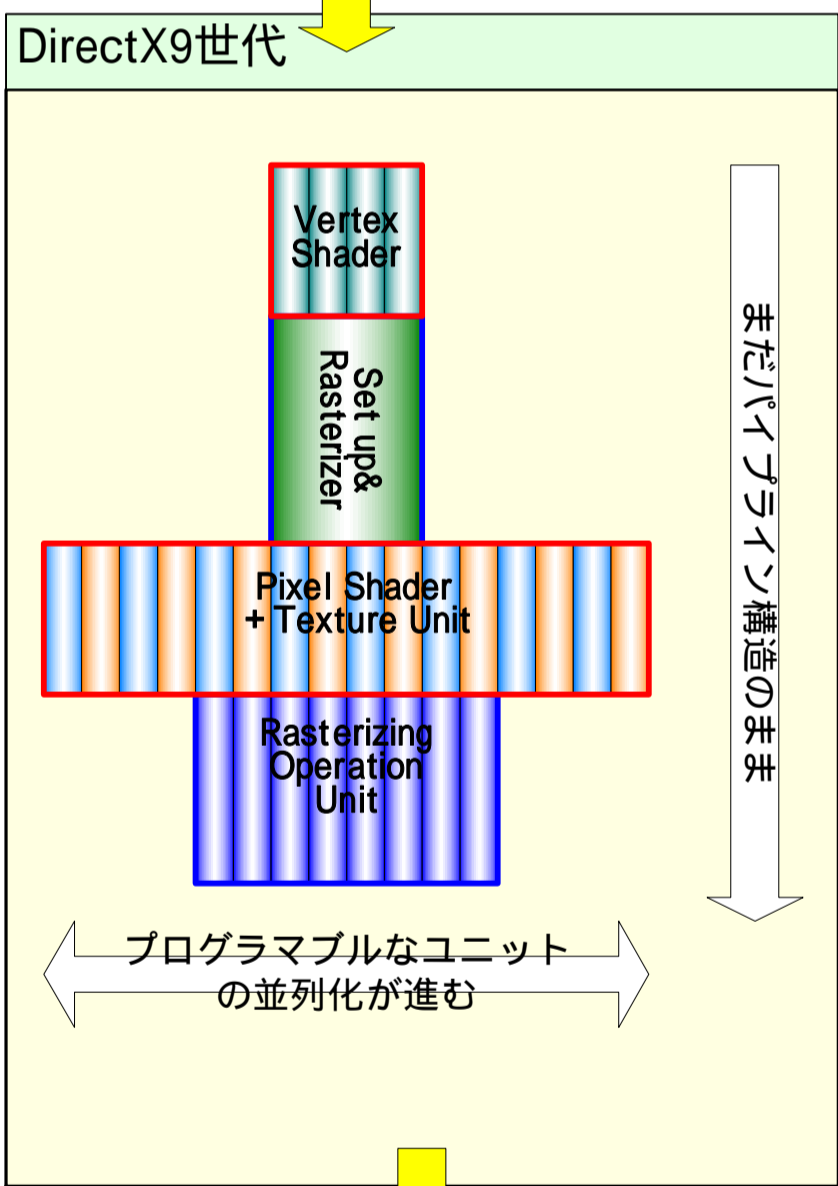 DirectX9世代
Vertex
Shader
Set up&
Rasterizer
Pixel Shader
+ Texture Unit
Rasterizing
Operation
Unit
まだパイプライン構造のまま
プログラマブルなユニット
の並列化が進む